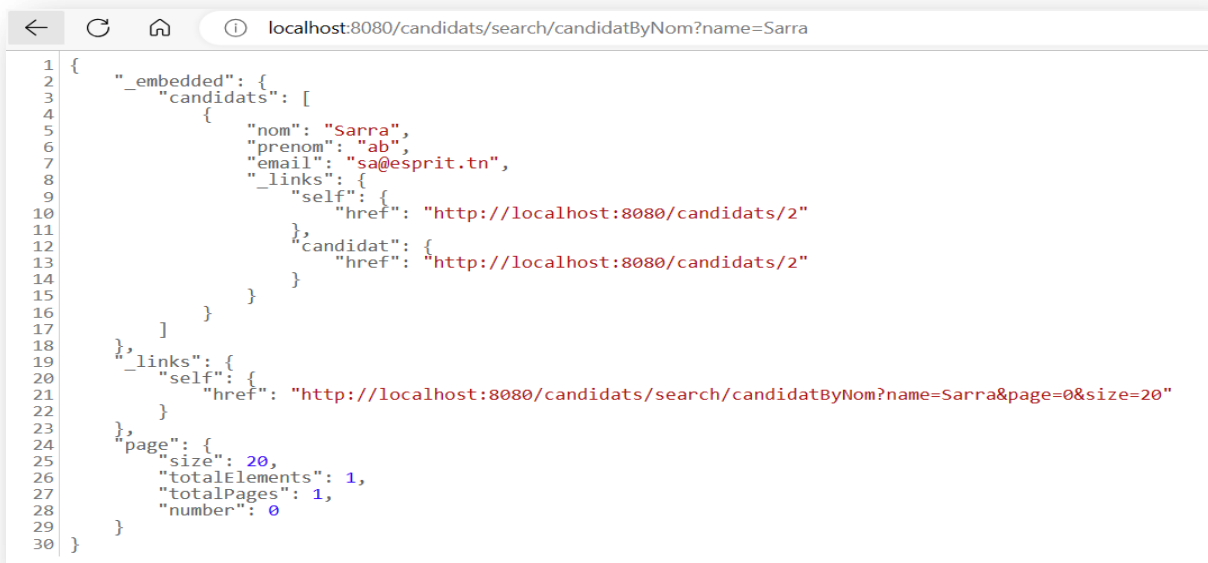 localhost:8080/candidats/search/candidatByNom?name=Sarra
1 {
2     "_embedded": {
3         "candidats": [
4             {
5                 "nom": "Sarra",
6                 "prenom": "ab",
7                 "email": "sa@esprit.tn",
8                 "_links": {
9                     "self": {
10                         "href": "http://localhost:8080/candidats/2"
11                     },
12                     "candidat": {
13                         "href": "http://localhost:8080/candidats/2"
14                     }
15                 }
16             }
17         ]
18     },
19     "_links": {
20         "self": {
21             "href": "http://localhost:8080/candidats/search/candidatByNom?name=Sarra&page=0&size=20"
22         }
23     },
24     "page": {
25         "size": 20,
26         "totalElements": 1,
27         "totalPages": 1,
28         "number": 0
29     }
30 }